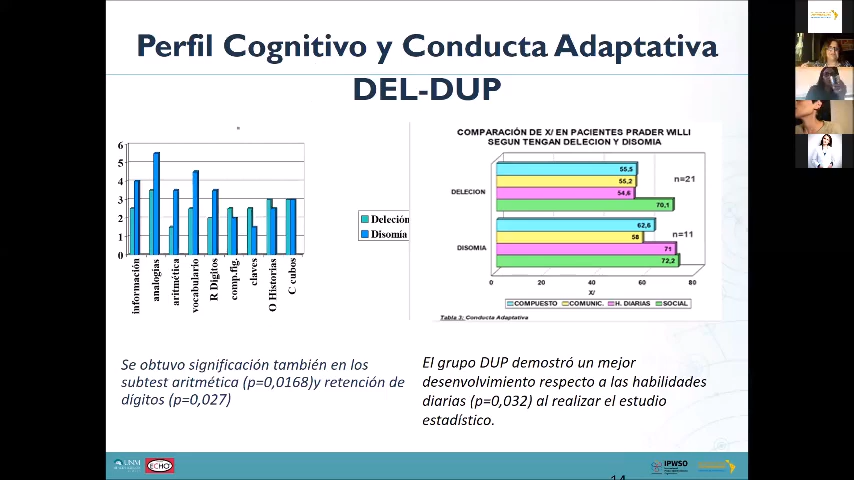 Perfil Cognitivo y Conducta Adaptativa
DEL-DUP
6
5
4
3
2
1
0
información
analogías
aritmética
vocabulario
R Digitos
comp.fig.
claves
O Historias
C cubos
Deleción
Disomía
COMPARACIÓN DE X/ EN PACIENTES PRADER WILLI
SEGUN TENGAN DELECION Y DISOMIA
DELECION
55,5
55,2
54,6
70,1
n=21
DISOMIA
62,6
58
71
72,2
n=11
0 20 40 60 80
X/
COMPUESTO COMUNIC. H. DIARIAS SOCIAL
Tabla 3: Conducta Adaptativa
Se obtuvo significación también en los
subtest aritmética (p=0,0168)y retención de
dígitos (p=0,027)
El grupo DUP demostró un mejor
desenvolvimiento respecto a las habilidades
diarias (p=0,032) al realizar el estudio
estadístico.
UNM
ECHO
IPWSO
14